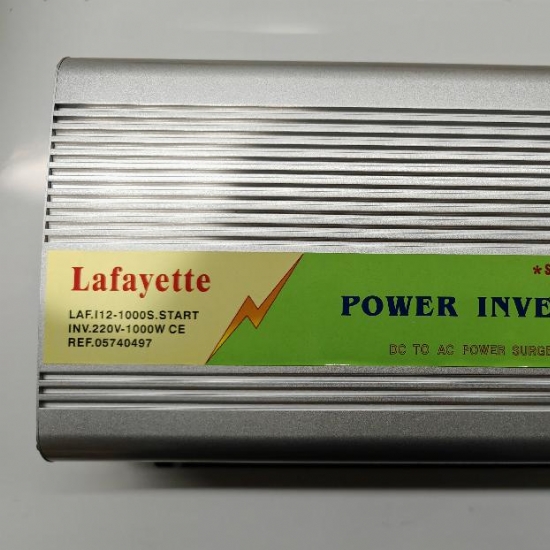 Lafayette
LAF.I12-1000S.START
INV.220V-1000W CE
REF.05740497
*S
POWER INVE
DC TO AC POWER SURGE